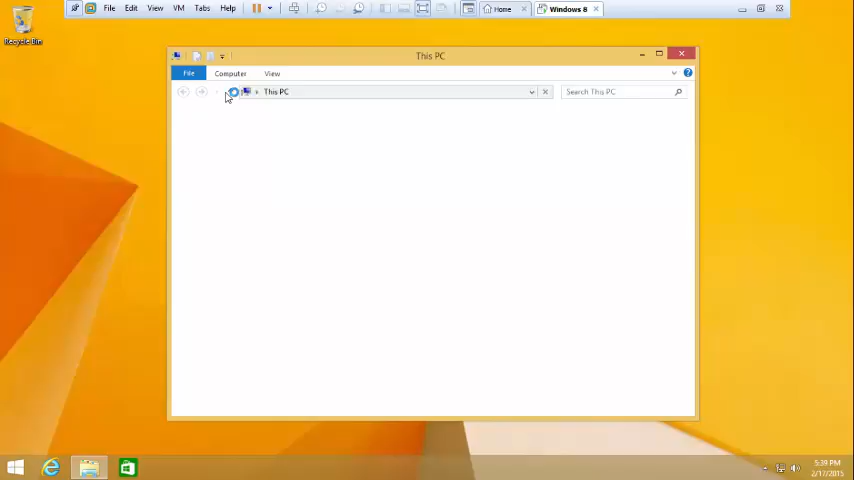 File Edit View VM Tabs Help Home Windows 8
Recycle Bin
This PC
File Computer View
This PC Search This PC
5:39 PM
2/17/2015